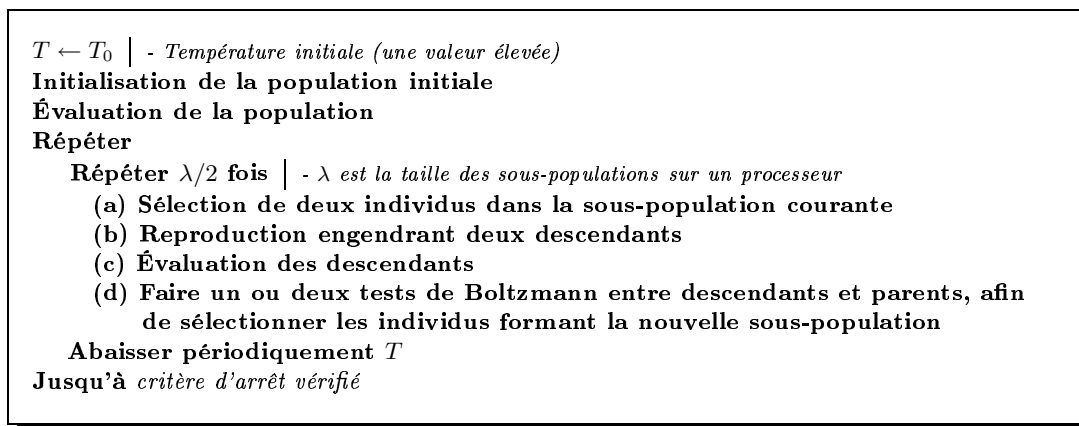 T ← T₀ | - Température initiale (une valeur élevée)
Initialisation de la population initiale
Évaluation de la population
Répéter
Répéter λ/2 fois | - λ est la taille des sous-populations sur un processeur
(a) Sélection de deux individus dans la sous-population courante
(b) Reproduction engendrant deux descendants
(c) Évaluation des descendants
(d) Faire un ou deux tests de Boltzmann entre descendants et parents, afin
de sélectionner les individus formant la nouvelle sous-population
Abaisser périodiquement T
Jusqu'à critère d'arrêt vérifié